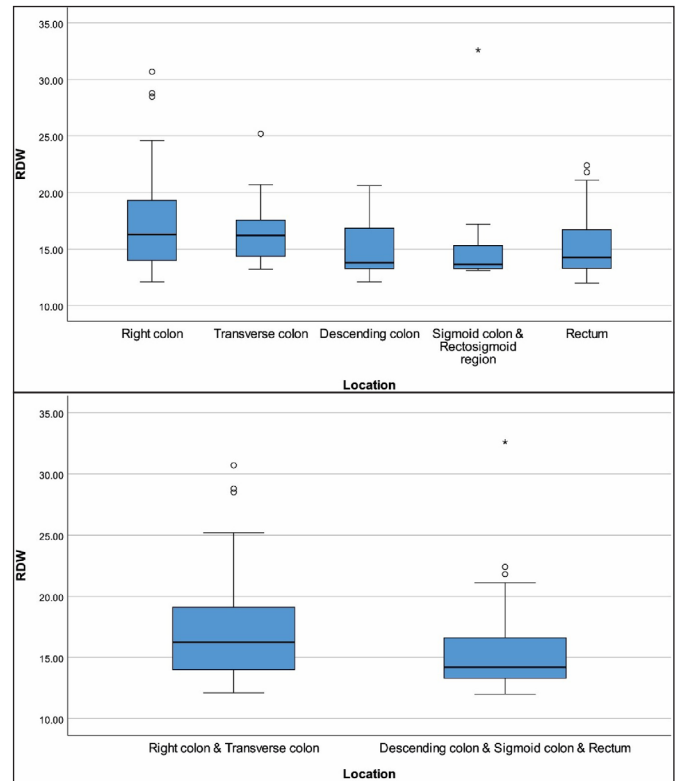 35.00
30.00
25.00
20.00
15.00
10.00
RDW
Right colon
Transverse colon
Descending colon
Sigmoid colon &
Rectosigmoid
region
Rectum
Location
35.00
30.00
25.00
20.00
15.00
10.00
RDW
Right colon & Transverse colon
Descending colon & Sigmoid colon & Rectum
Location